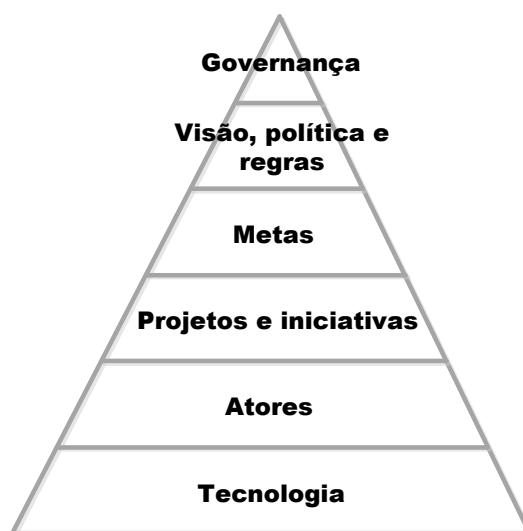 Governança
Visão, política e
regras
Metas
Projetos e iniciativas
Atores
Tecnologia